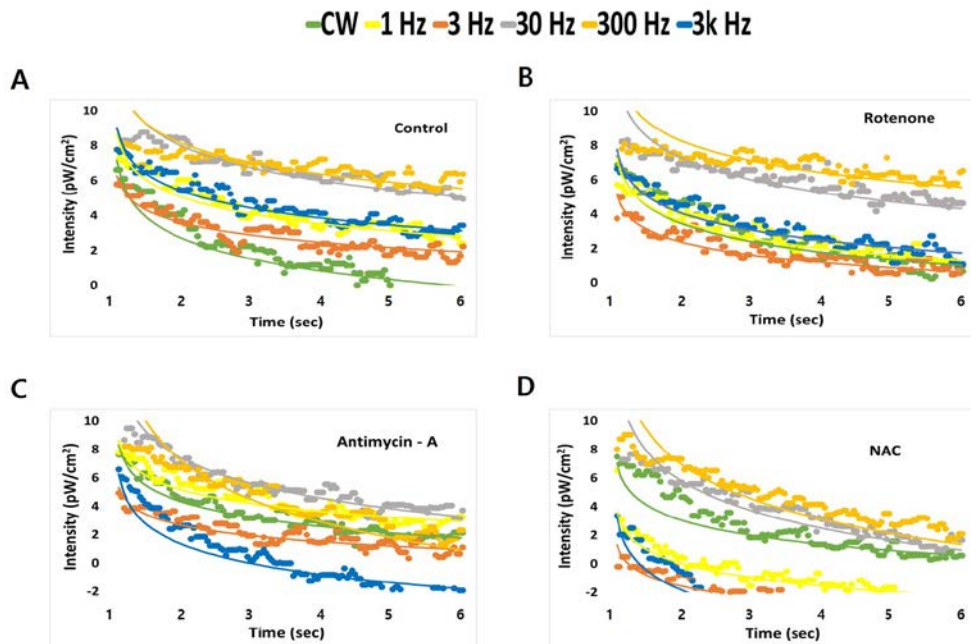 CW 1 Hz 3 Hz 30 Hz 300 Hz 3k Hz
A
Control
Intensity (pW/cm²)
10
8
6
4
2
0
1 2 3 4 5 6
Time (sec)
B
Rotenone
Intensity (pW/cm²)
10
8
6
4
2
0
1 2 3 4 5 6
Time (sec)
C
Antimycin - A
Intensity (pW/cm²)
10
8
6
4
2
0
-2
1 2 3 4 5 6
Time (sec)
D
NAC
Intensity (pW/cm²)
10
8
6
4
2
0
-2
1 2 3 4 5 6
Time (sec)